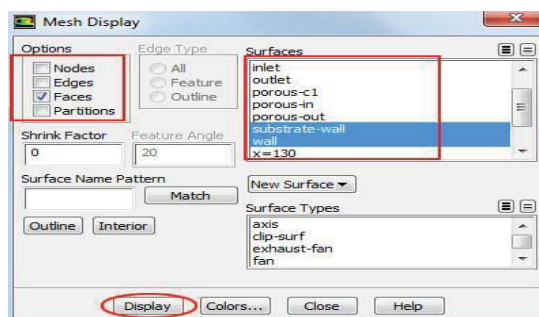 Mesh Display
Options
Nodes
Edges
Faces
Partitions
Edge Type
All
Feature
Outline
Shrink Factor
0
Feature Angle
20
Surface Name Pattern
Match
Outline
Interior
Surfaces
inlet
outlet
porous-c1
porous-in
porous-out
substrate-wall
wall
x=130
New Surface
Surface Types
axis
clip-surf
exhaust-fan
fan
Display
Colors...
Close
Help